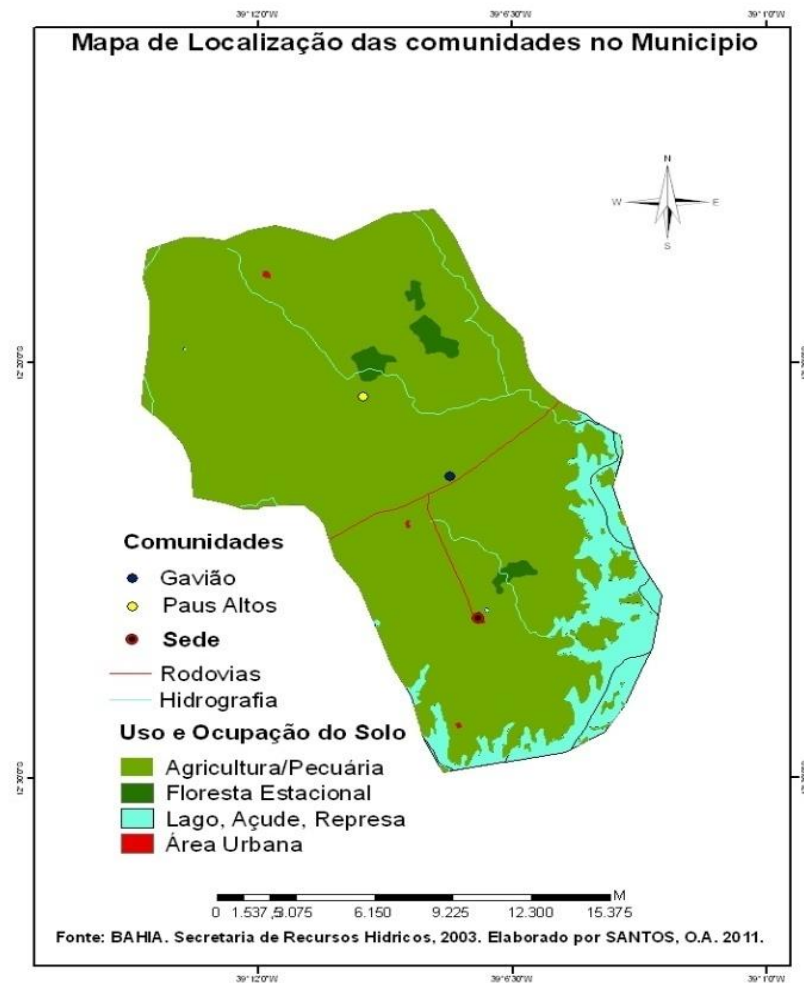 39°12'0"W 39°6'30"W 39°1'0"W
Mapa de Localização das comunidades no Municipio
N
W E
S
Comunidades
Gavião
Paus Altos
Sede
Rodovias
Hidrografia
Uso e Ocupação do Solo
Agricultura/Pecuária
Floresta Estacional
Lago, Açude, Represa
Área Urbana
M
0 1.537,5 3.075 6.150 9.225 12.300 15.375
Fonte: BAHIA. Secretaria de Recursos Hidricos, 2003. Elaborado por SANTOS, O.A. 2011.
39°12'0"W 39°6'30"W 39°1'0"W